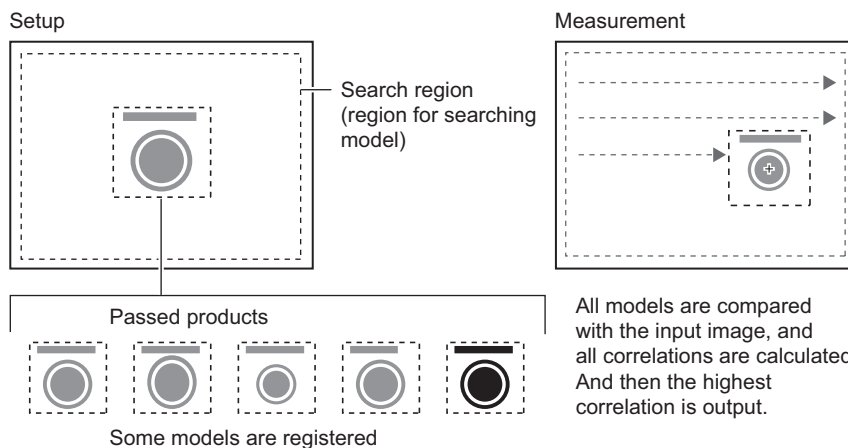 Setup
Search region
(region for searching
model)
Passed products
Some models are registered
Measurement
All models are compared
with the input image, and
all correlations are calculated
And then the highest
correlation is output.